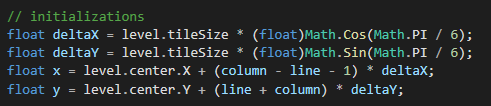 // initializations
float deltaX = level.tileSize * (float)Math.Cos(Math.PI / 6);
float deltaY = level.tileSize * (float)Math.Sin(Math.PI / 6);
float x = level.center.X + (column - line - 1) * deltaX;
float y = level.center.Y + (line + column) * deltaY;